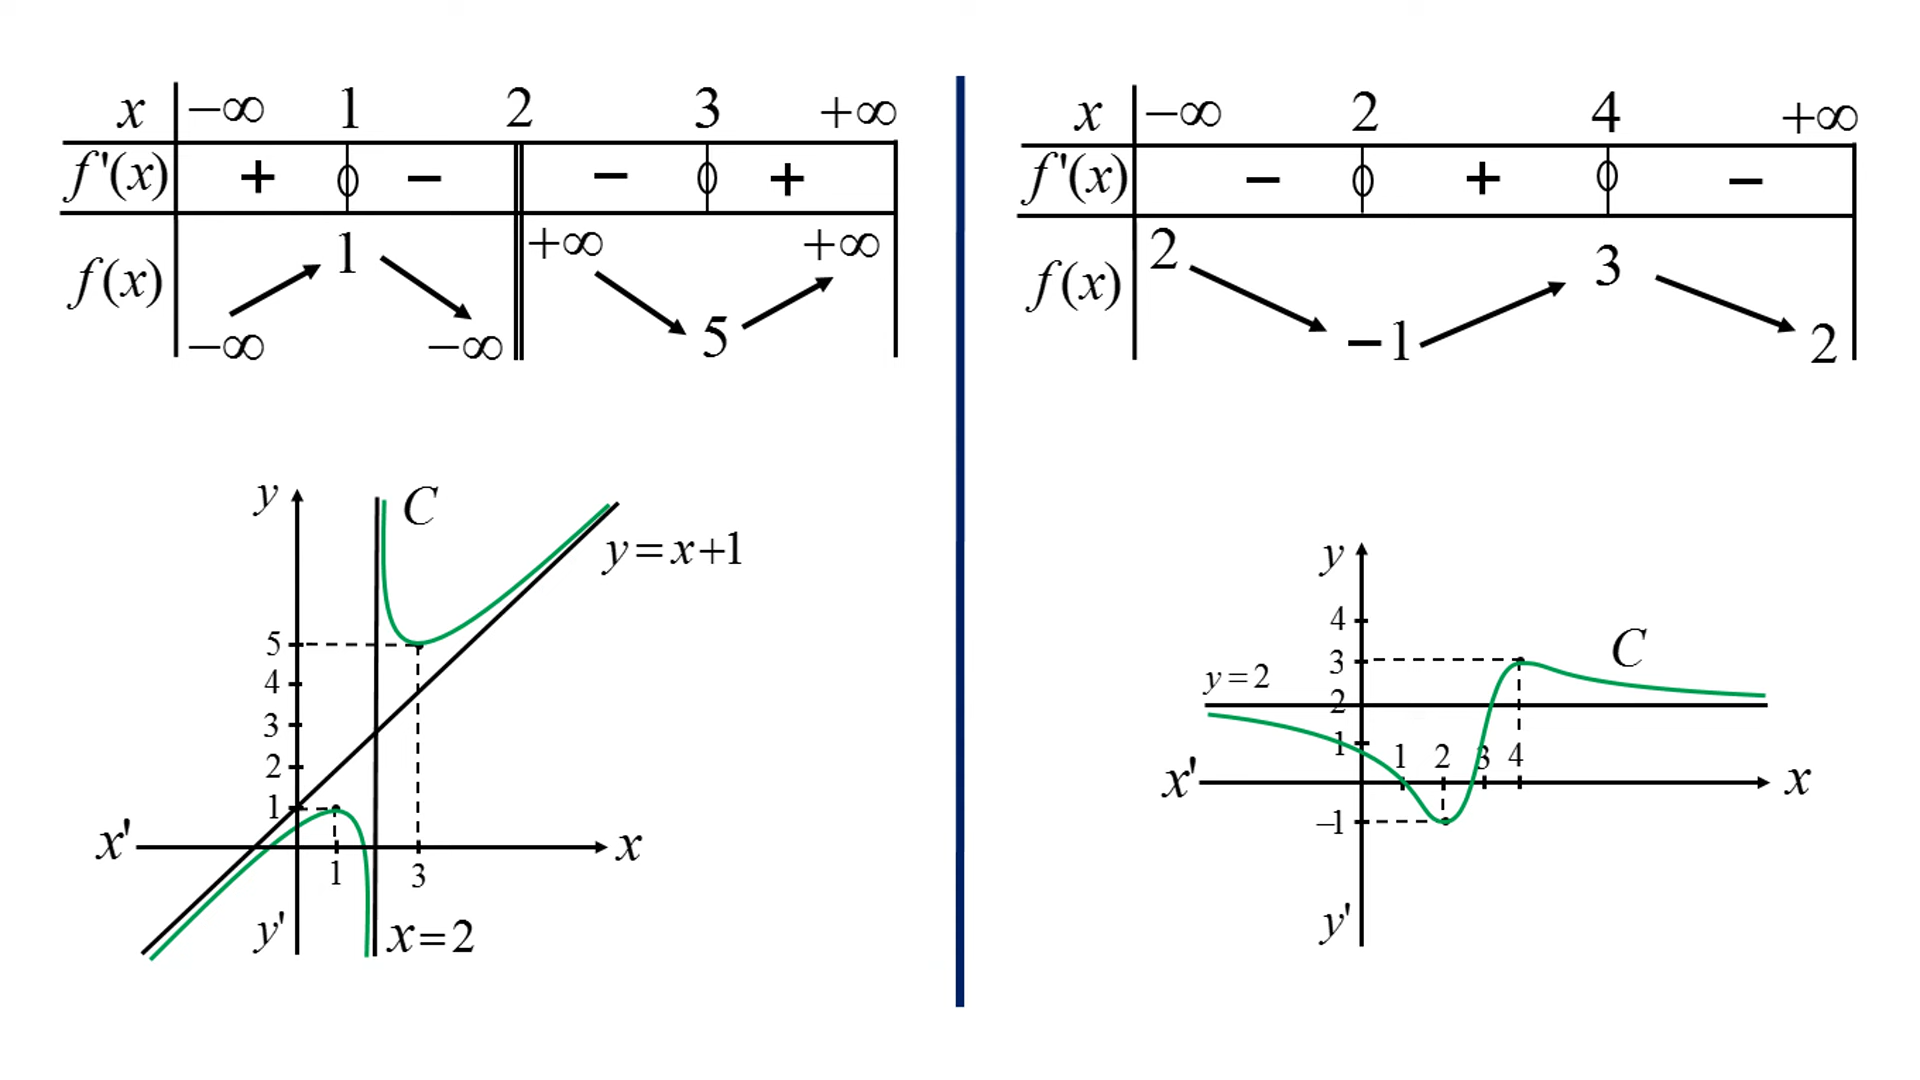 x −∞ 1 2 3 +∞
f'(x) + 0 − − 0 +
f(x) 1 +∞ +∞
−∞ −∞ 5
y C
y=x+1
5
4
3
2
1
x' x
1 3
y' x=2
x −∞ 2 4 +∞
f'(x) − 0 + 0 −
f(x) 2 3
−1 2
y
4
3 C
y=2
2
1 1 2 3 4
x' x
−1
y'